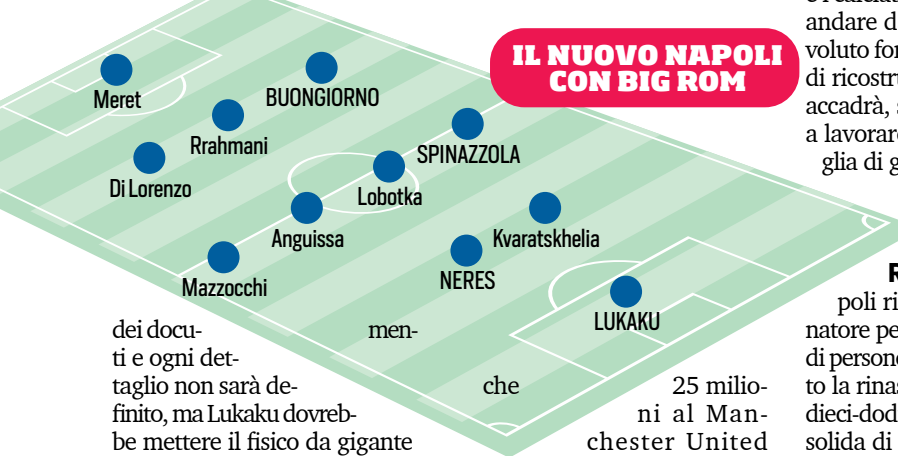 IL NUOVO NAPOLI
CON BIG ROM
Meret
BUONGIORNO
Rrahmani
Di Lorenzo
SPINAZZOLA
Lobotka
Anguissa
Kvaratskhelia
Mazzocchi
NERES
LUKAKU
dei docu-
men-
ti e ogni det-
taglio non sarà de-
che
finito, ma Lukaku dovreb-
be mettere il fisico da gigante
25 milio-
ni al Man-
chester United
andare d
voluto for
di ricostru
accadrà, s
a lavorare
glia di g
R
poli ri
natore pe
di persone
to la rinas
dieci-dod
solida di